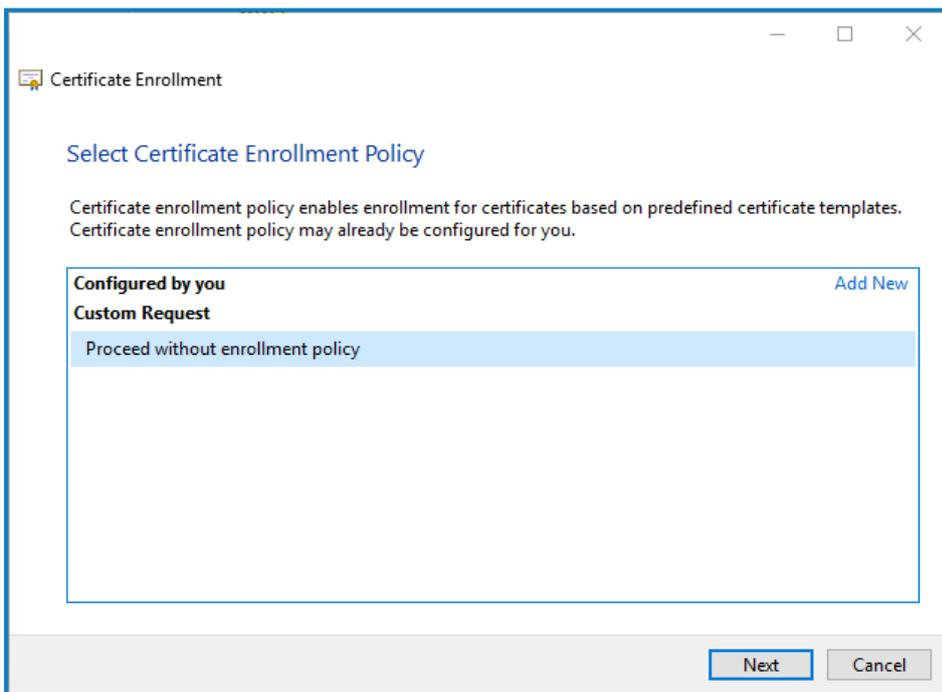 Certificate Enrollment
Select Certificate Enrollment Policy
Certificate enrollment policy enables enrollment for certificates based on predefined certificate templates.
Certificate enrollment policy may already be configured for you.
Configured by you Add New
Custom Request
Proceed without enrollment policy
Next Cancel